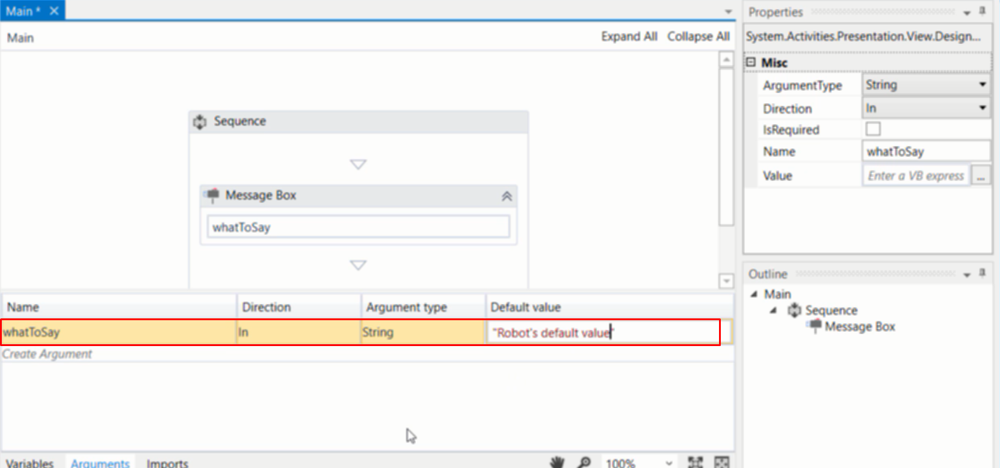 Main *
Main
Expand All
Collapse All
Sequence
Message Box
whatToSay
Name
Direction
Argument type
Default value
whatToSay
In
String
"Robot's default value"
Create Argument
Variables
Arguments
Imports
100%
Properties
System.Activities.Presentation.View.Design...
Misc
ArgumentType
String
Direction
In
IsRequired
Name
whatToSay
Value
Enter a VB express
...
Outline
Main
Sequence
Message Box